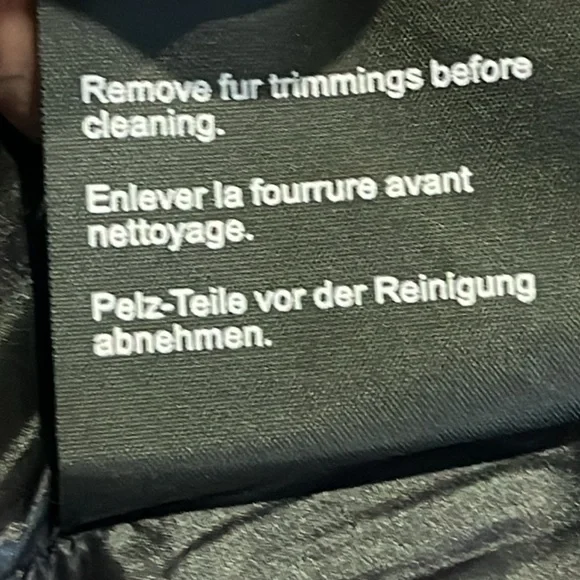 Remove fur trimmings before
cleaning.
Enlever la fourrure avant
nettoyage.
Pelz-Teile vor der Reinigung
abnehmen.